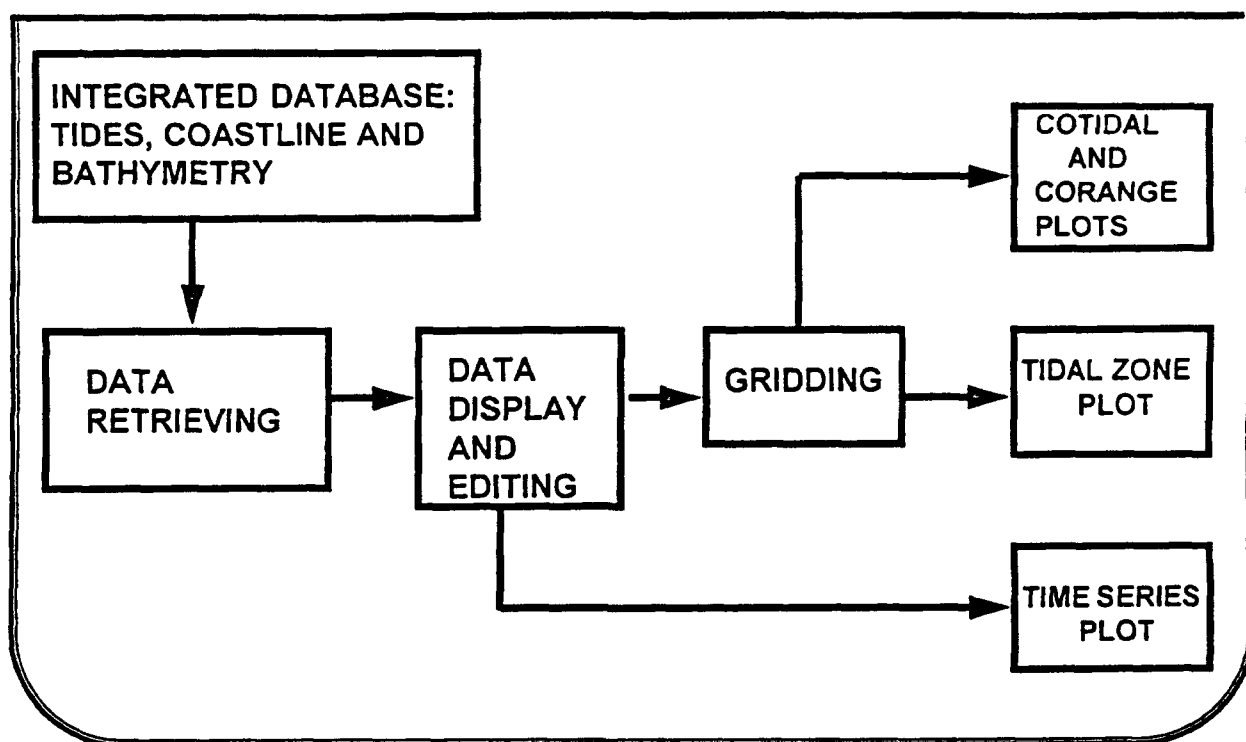 INTEGRATED DATABASE:
TIDES, COASTLINE AND
BATHYMETRY
COTIDAL
AND
CORANGE
PLOTS
DATA
RETRIEVING
DATA
DISPLAY
AND
EDITING
GRIDDING
TIDAL ZONE
PLOT
TIME SERIES
PLOT